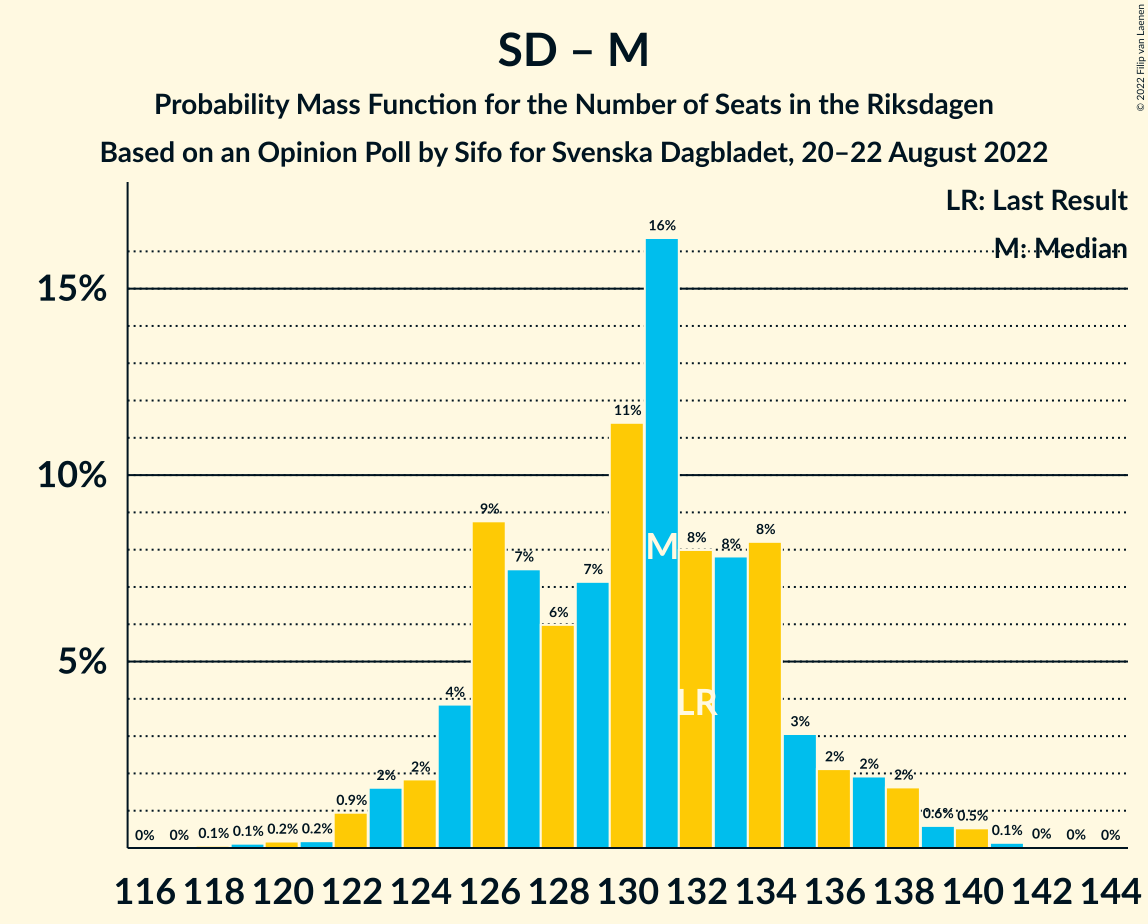 SD – M
Probability Mass Function for the Number of Seats in the Riksdagen
Based on an Opinion Poll by Sifo for Svenska Dagbladet, 20–22 August 2022
© 2022 Filip van Laenen
LR: Last Result
M: Median
15%
10%
5%
0% 0% 0.1% 0.1% 0.2% 0.2% 0.9% 2% 2% 4% 9% 7% 6% 7% 11% 16% 8% 8% 8% 3% 2% 2% 2% 0.6% 0.5% 0.1% 0% 0% 0%
M
LR
116 118 120 122 124 126 128 130 132 134 136 138 140 142 144